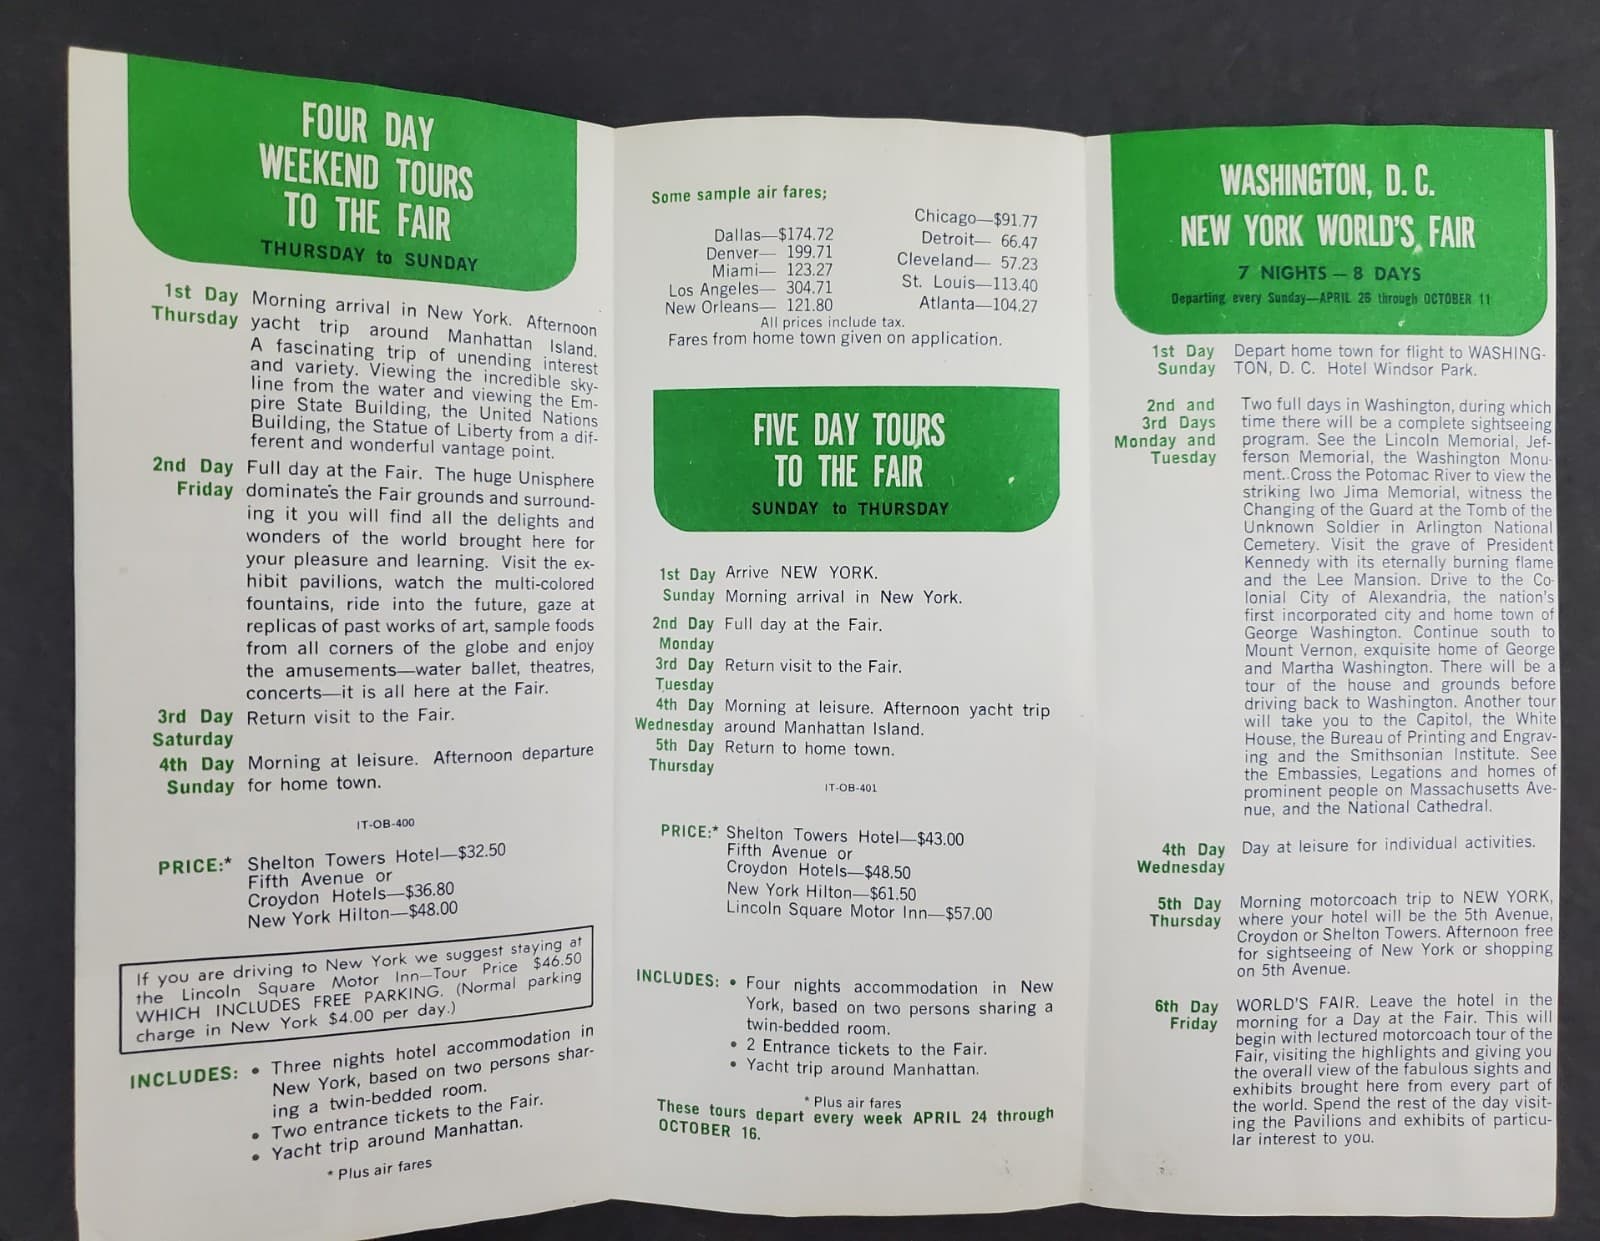 FOUR DAY
WEEKEND TOURS
TO THE FAIR
THURSDAY to SUNDAY
1st Day Thursday
Morning arrival in New York. Afternoon
yacht trip around Manhattan Island.
A fascinating trip of unending interest
and variety. Viewing the incredible sky-
line from the water and viewing the Em-
pire State Building, the United Nations
Building, the Statue of Liberty from a dif-
ferent and wonderful vantage point.
2nd Day Friday
Full day at the Fair. The huge Unisphere
dominates the Fair grounds and surround-
ing it you will find all the delights and
wonders of the world brought here for
your pleasure and learning. Visit the ex-
hibit pavilions, watch the multi-colored
fountains, ride into the future, gaze at
replicas of past works of art, sample foods
from all corners of the globe and enjoy
the amusements—water ballet, theatres,
concerts—it is all here at the Fair.
3rd Day Saturday
Return visit to the Fair.
4th Day Sunday
Morning at leisure. Afternoon departure
for home town.
IT-OB-400
PRICE:* Shelton Towers Hotel—$32.50
Fifth Avenue or
Croydon Hotels—$36.80
New York Hilton—$48.00
If you are driving to New York we suggest staying at
the Lincoln Square Motor Inn—Tour Price $46.50
WHICH INCLUDES FREE PARKING. (Normal parking
charge in New York $4.00 per day.)
INCLUDES: • Three nights hotel accommodation in
New York, based on two persons shar-
ing a twin-bedded room.
• Two entrance tickets to the Fair.
• Yacht trip around Manhattan.
* Plus air fares
Some sample air fares;
Dallas—$174.72
Denver— 199.71
Miami— 123.27
Los Angeles— 304.71
New Orleans— 121.80
Chicago—$91.77
Detroit— 66.47
Cleveland— 57.23
St. Louis—113.40
Atlanta—104.27
All prices include tax.
Fares from home town given on application.
FIVE DAY TOURS
TO THE FAIR
SUNDAY to THURSDAY
1st Day Sunday
Arrive NEW YORK.
Morning arrival in New York.
2nd Day Monday
Full day at the Fair.
3rd Day Tuesday
Return visit to the Fair.
4th Day Wednesday
Morning at leisure. Afternoon yacht trip
around Manhattan Island.
5th Day Thursday
Return to home town.
IT-OB-401
PRICE:* Shelton Towers Hotel—$43.00
Fifth Avenue or
Croydon Hotels—$48.50
New York Hilton—$61.50
Lincoln Square Motor Inn—$57.00
INCLUDES: • Four nights accommodation in New
York, based on two persons sharing a
twin-bedded room.
• 2 Entrance tickets to the Fair.
• Yacht trip around Manhattan.
* Plus air fares
These tours depart every week APRIL 24 through
OCTOBER 16.
WASHINGTON, D. C.
NEW YORK WORLD'S FAIR
7 NIGHTS — 8 DAYS
Departing every Sunday—APRIL 26 through OCTOBER 11
1st Day Sunday
Depart home town for flight to WASHING-
TON, D. C. Hotel Windsor Park.
2nd and 3rd Days Monday and Tuesday
Two full days in Washington, during which
time there will be a complete sightseeing
program. See the Lincoln Memorial, Jef-
ferson Memorial, the Washington Monu-
ment. Cross the Potomac River to view the
striking Iwo Jima Memorial, witness the
Changing of the Guard at the Tomb of the
Unknown Soldier in Arlington National
Cemetery. Visit the grave of President
Kennedy with its eternally burning flame
and the Lee Mansion. Drive to the Co-
lonial City of Alexandria, the nation's
first incorporated city and home town of
George Washington. Continue south to
Mount Vernon, exquisite home of George
and Martha Washington. There will be a
tour of the house and grounds before
driving back to Washington. Another tour
will take you to the Capitol, the White
House, the Bureau of Printing and Engrav-
ing and the Smithsonian Institute. See
the Embassies, Legations and homes of
prominent people on Massachusetts Ave-
nue, and the National Cathedral.
4th Day Wednesday
Day at leisure for individual activities.
5th Day Thursday
Morning motorcoach trip to NEW YORK,
where your hotel will be the 5th Avenue,
Croydon or Shelton Towers. Afternoon free
for sightseeing of New York or shopping
on 5th Avenue.
6th Day Friday
WORLD'S FAIR. Leave the hotel in the
morning for a Day at the Fair. This will
begin with lectured motorcoach tour of the
Fair, visiting the highlights and giving you
the overall view of the fabulous sights and
exhibits brought here from every part of
the world. Spend the rest of the day visit-
ing the Pavilions and exhibits of particu-
lar interest to you.